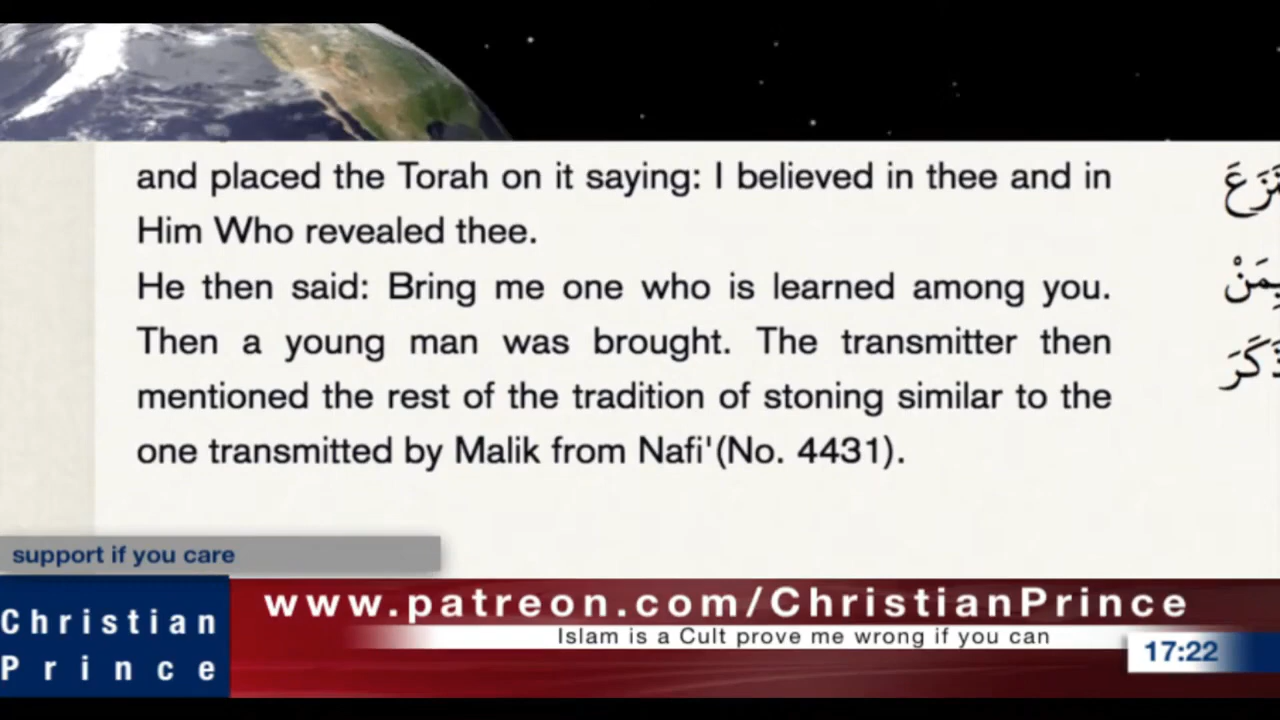 and placed the Torah on it saying: I believed in thee and in
Him Who revealed thee.
He then said: Bring me one who is learned among you.
Then a young man was brought. The transmitter then
mentioned the rest of the tradition of stoning similar to the
one transmitted by Malik from Nafi'(No. 4431).
support if you care
Christian
Prince
www.patreon.com/ChristianPrince
Islam is a Cult prove me wrong if you can
17:22